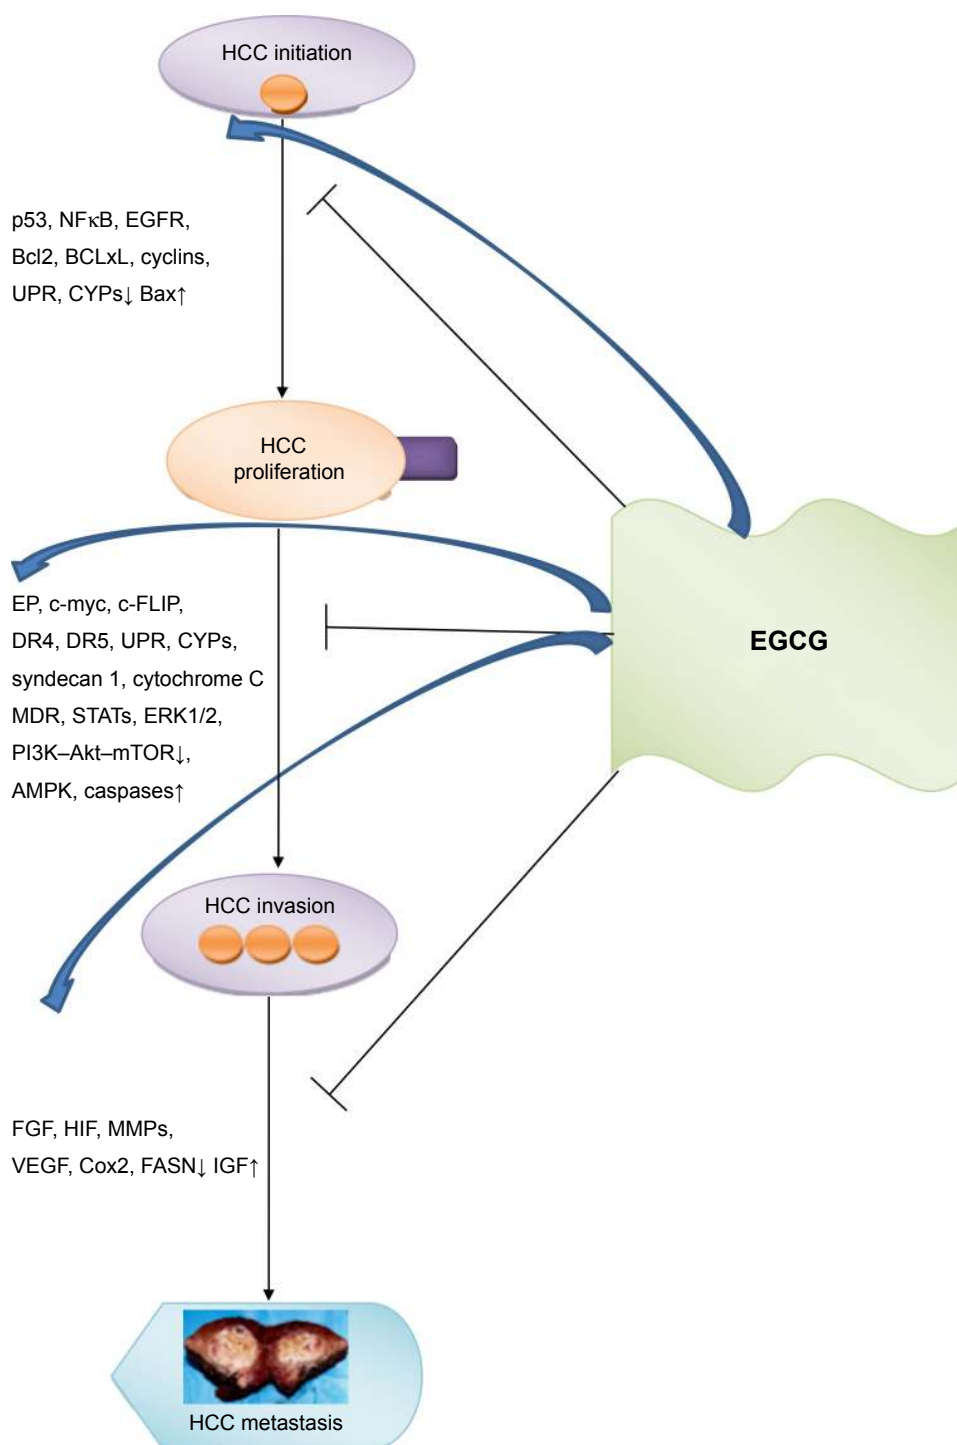 HCC initiation
p53, NFκB, EGFR,
Bcl2, BCLxL, cyclins,
UPR, CYPs↓ Bax↑
HCC
proliferation
EP, c-myc, c-FLIP,
DR4, DR5, UPR, CYPs,
syndecan 1, cytochrome C
MDR, STATs, ERK1/2,
PI3K–Akt–mTOR↓,
AMPK, caspases↑
EGCG
HCC invasion
FGF, HIF, MMPs,
VEGF, Cox2, FASN↓ IGF↑
HCC metastasis